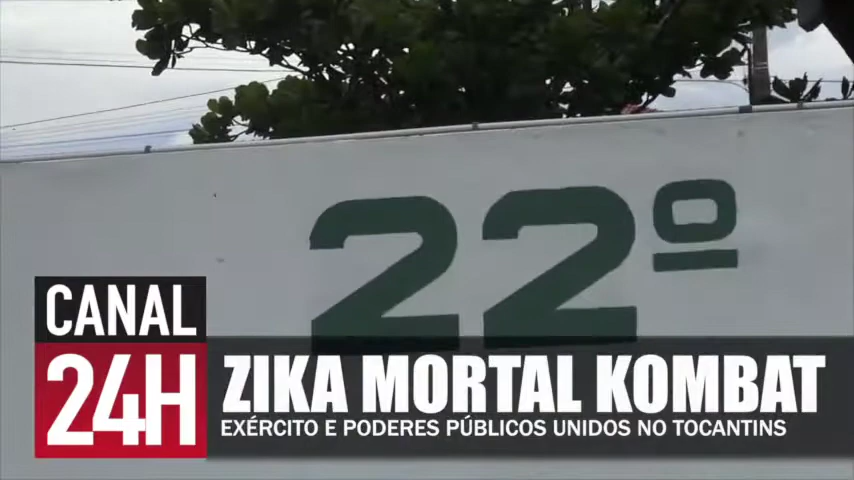 22º
CANAL
24H
ZIKA MORTAL KOMBAT
EXÉRCITO E PODERES PÚBLICOS UNIDOS NO TOCANTINS